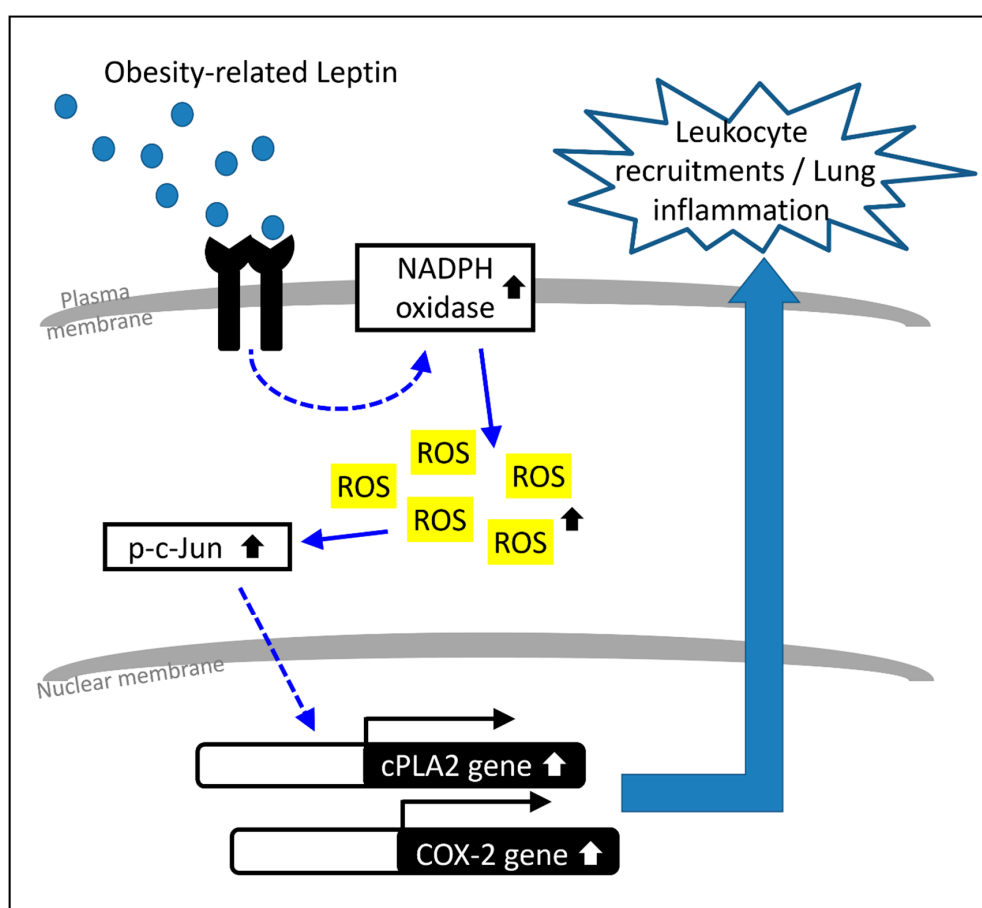 Obesity-related Leptin
Leukocyte
recruitments / Lung
inflammation
NADPH
oxidase
Plasma
membrane
ROS
ROS
ROS
ROS
ROS
p-c-Jun
Nuclear membrane
cPLA2 gene
COX-2 gene